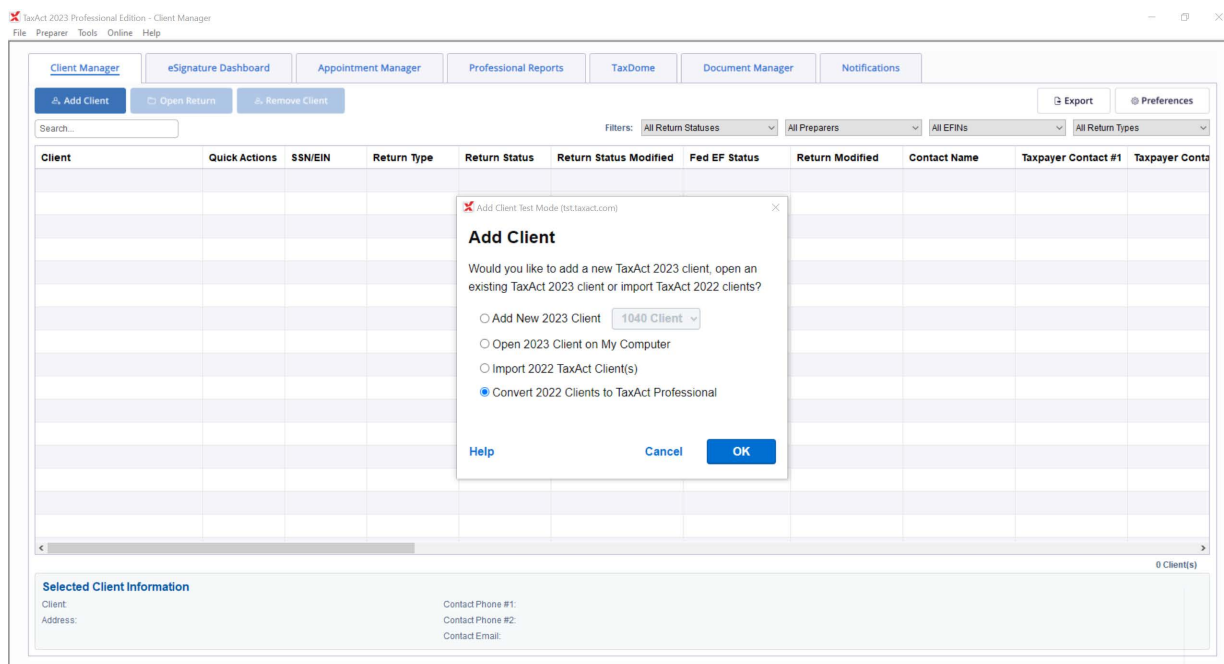 TaxAct 2023 Professional Edition - Client Manager
File Preparer Tools Online Help
Client Manager eSignature Dashboard Appointment Manager Professional Reports TaxDome Document Manager Notifications
Add Client Open Return Remove Client Export Preferences
Search... Filters: All Return Statuses All Preparers All EFINs All Return Types
Client Quick Actions SSN/EIN Return Type Return Status Return Status Modified Fed EF Status Return Modified Contact Name Taxpayer Contact #1 Taxpayer Conta
Add Client Test Mode (tst.taxact.com)
Add Client
Would you like to add a new TaxAct 2023 client, open an
existing TaxAct 2023 client or import TaxAct 2022 clients?
Add New 2023 Client 1040 Client
Open 2023 Client on My Computer
Import 2022 TaxAct Client(s)
Convert 2022 Clients to TaxAct Professional
Help Cancel OK
0 Client(s)
Selected Client Information
Client: Contact Phone #1:
Address: Contact Phone #2:
Contact Email: